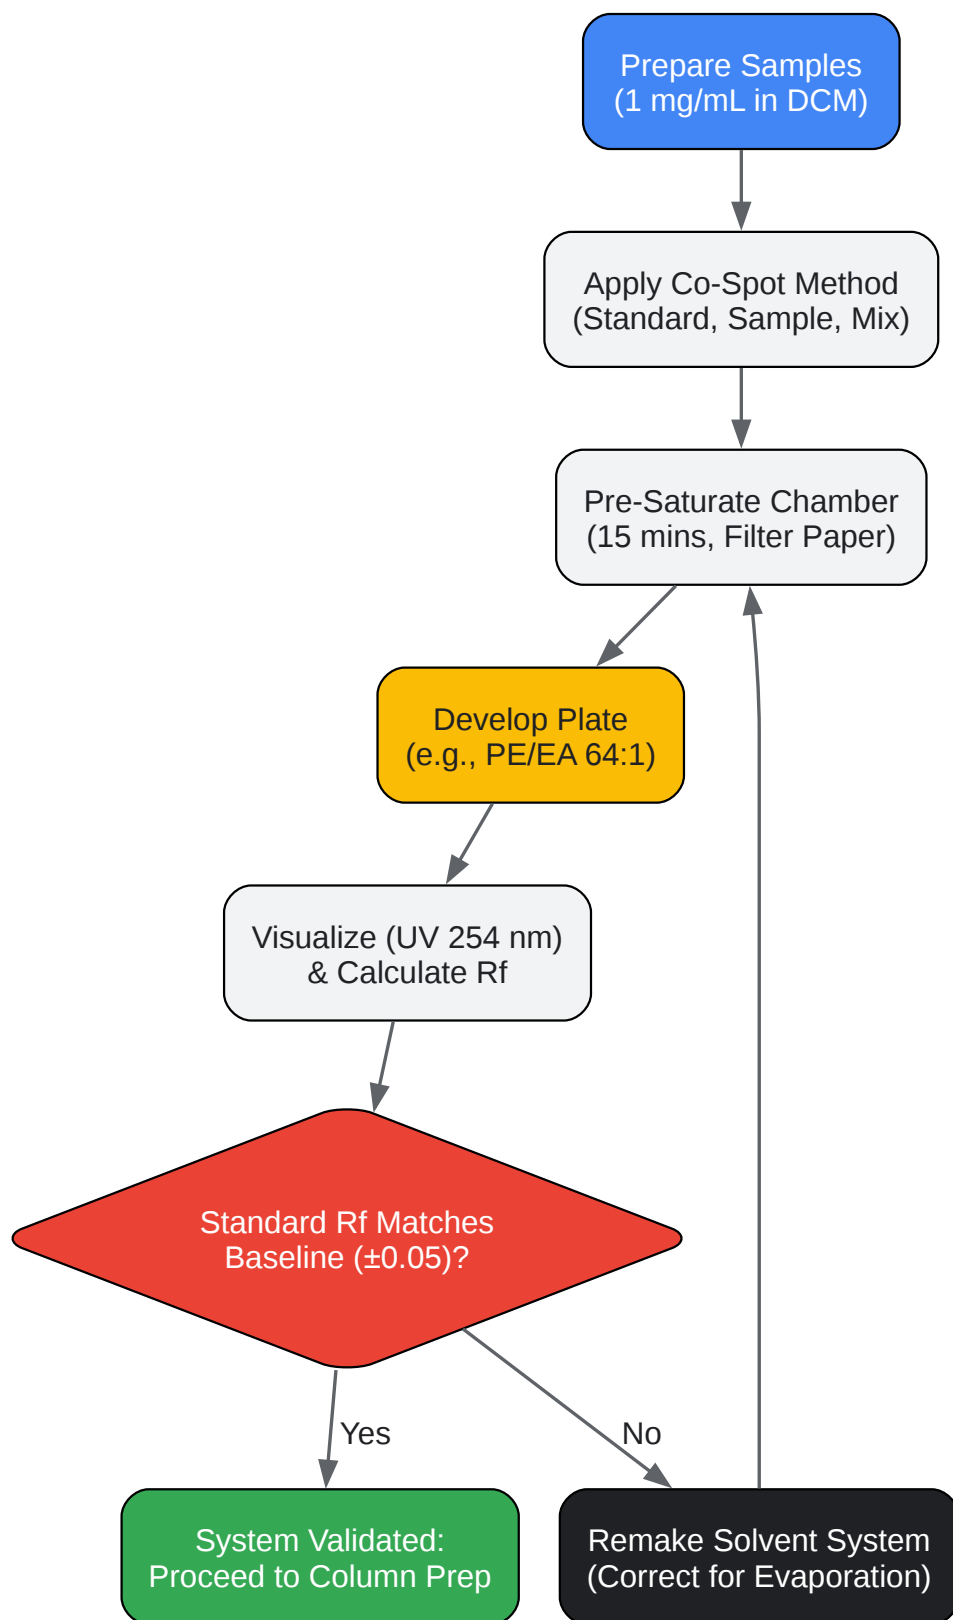 Prepare Samples
(1 mg/mL in DCM)
Apply Co-Spot Method
(Standard, Sample, Mix)
Pre-Saturate Chamber
(15 mins, Filter Paper)
Develop Plate
(e.g., PE/EA 64:1)
Visualize (UV 254 nm)
& Calculate Rf
Standard Rf Matches
Baseline (±0.05)?
Yes
No
System Validated:
Proceed to Column Prep
Remake Solvent System
(Correct for Evaporation)